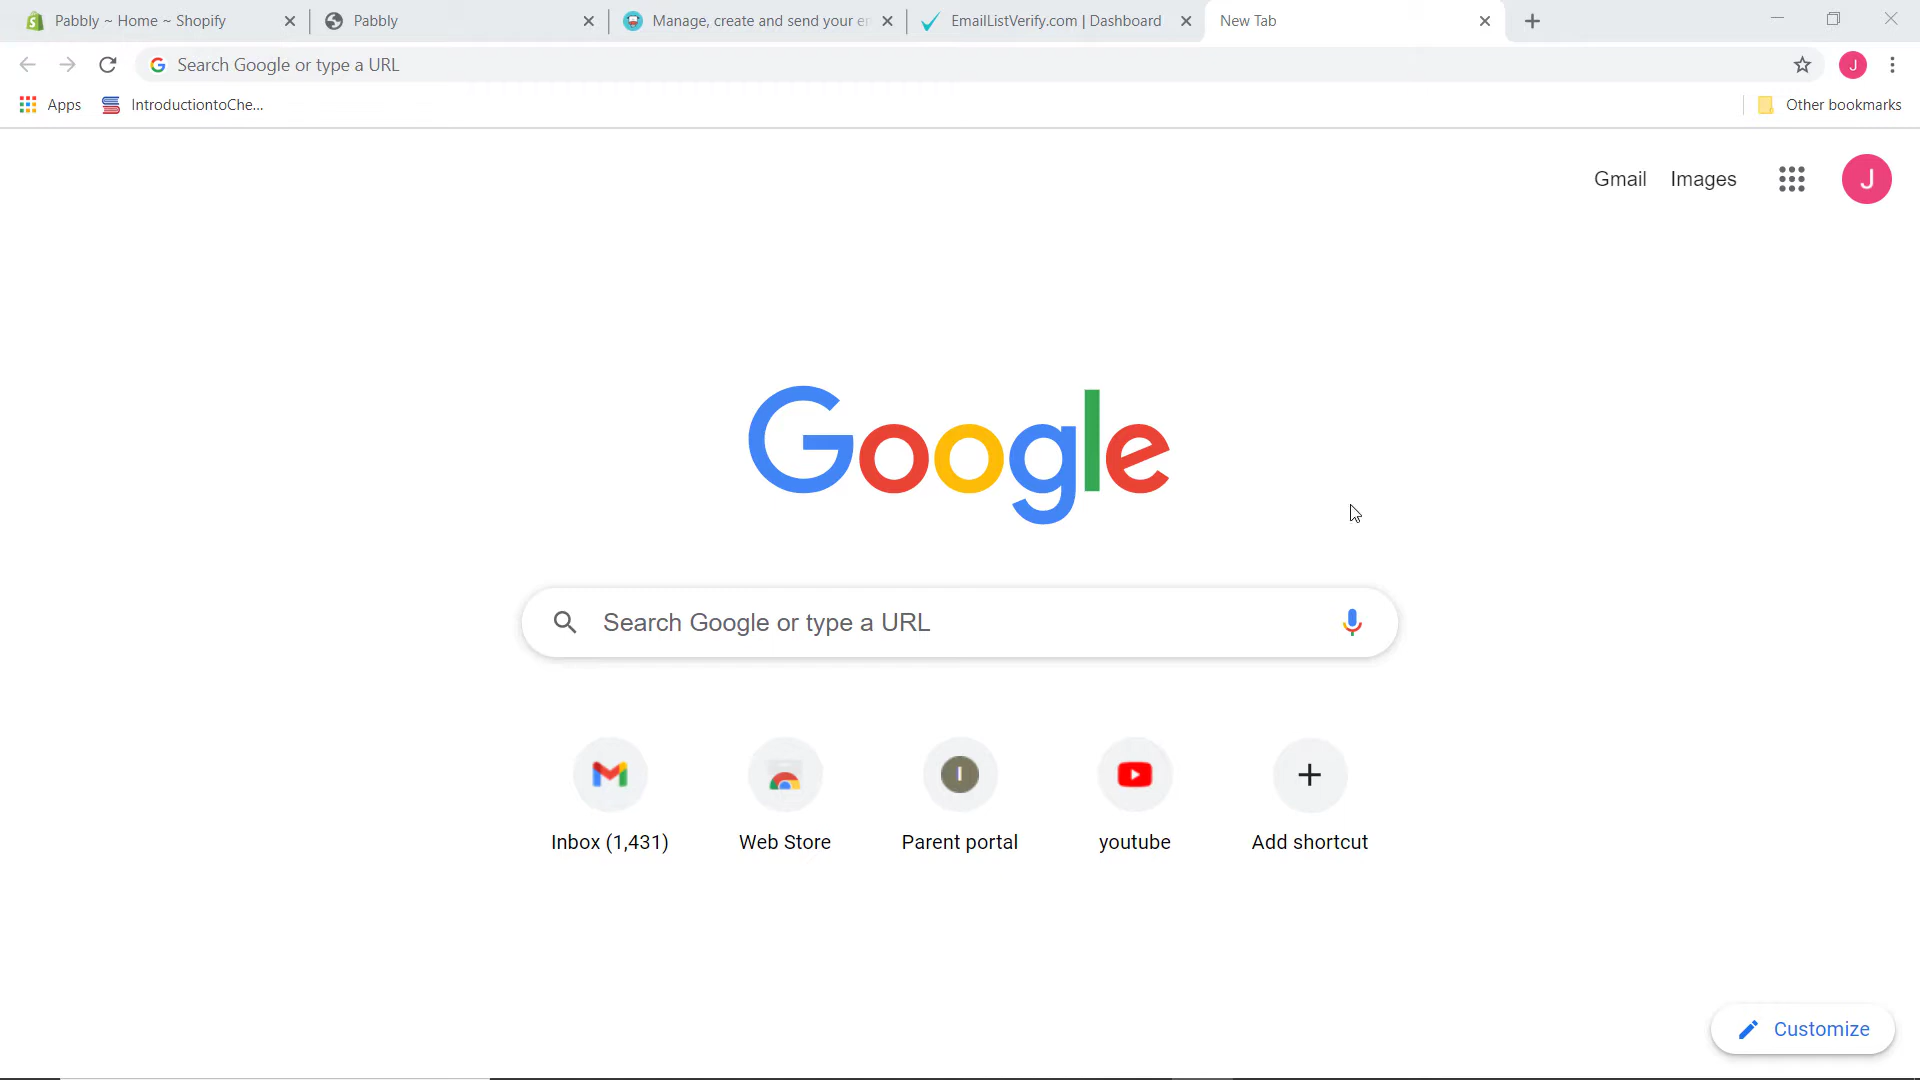 Pabbly ~ Home ~ Shopify
Pabbly
Manage, create and send your e
EmailListVerify.com | Dashboard
New Tab
Search Google or type a URL
J
Apps
IntroductiontoChe...
Other bookmarks
Gmail
Images
J
Google
Search Google or type a URL
I
Inbox (1,431)
Web Store
Parent portal
youtube
Add shortcut
Customize